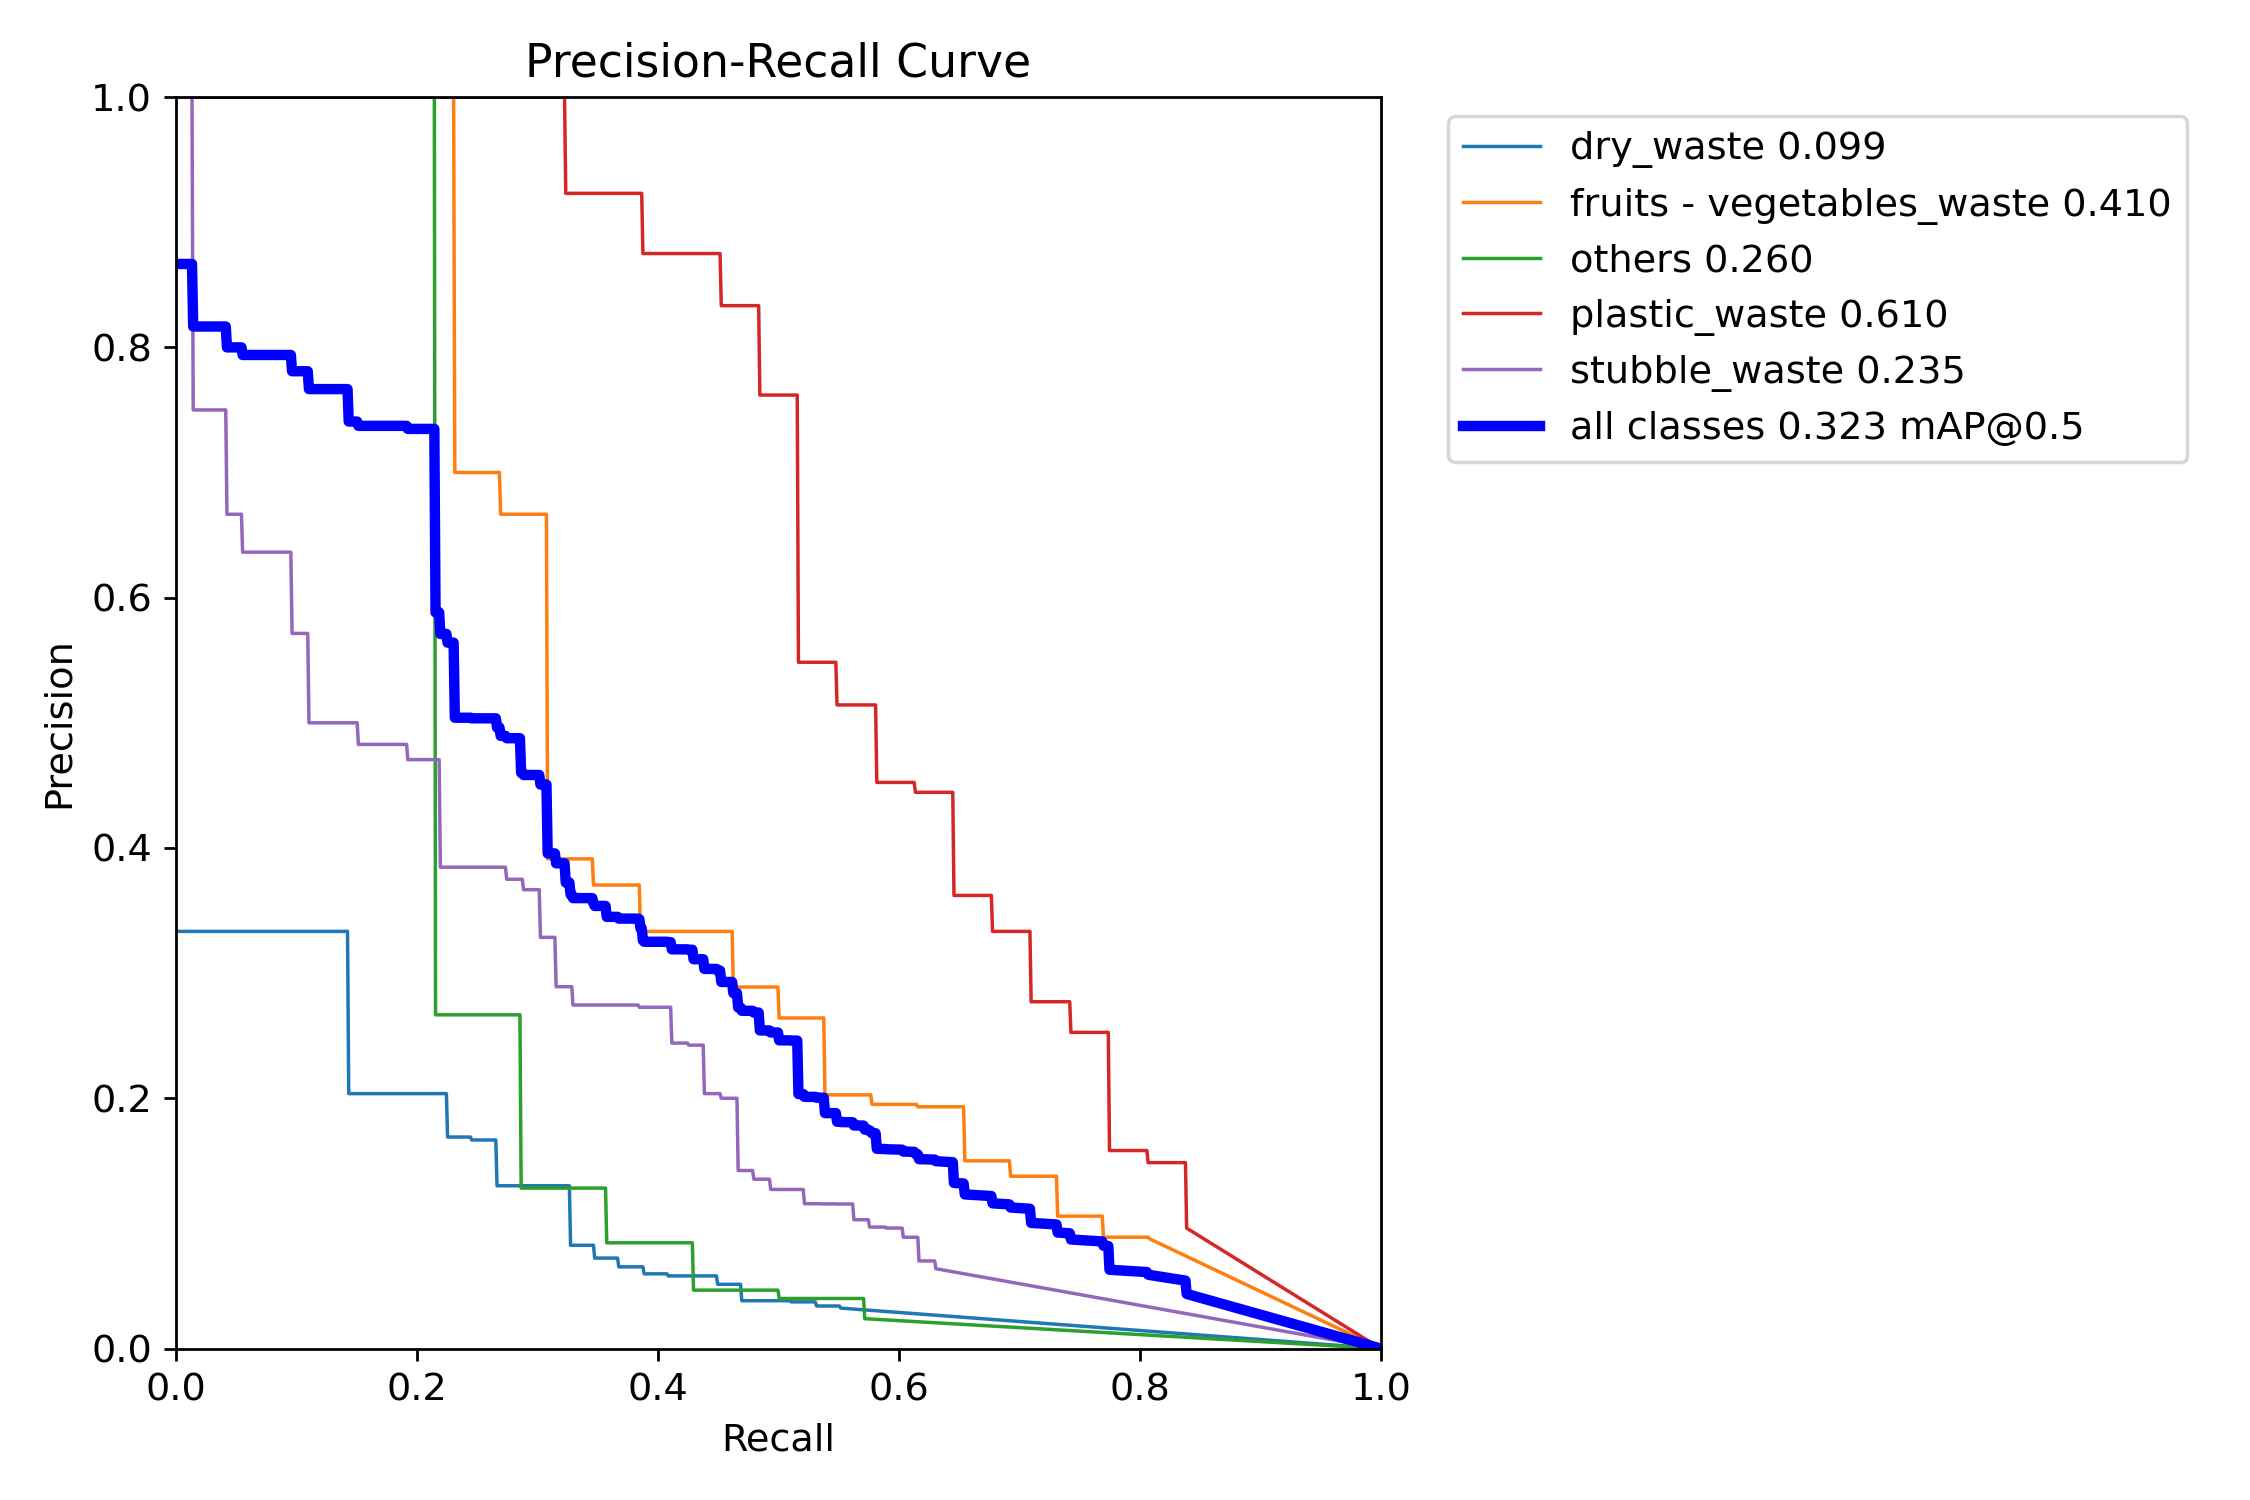 Precision-Recall Curve
1.0
0.8
0.6
0.4
0.2
0.0
Precision
0.0 0.2 0.4 0.6 0.8 1.0
Recall
dry_waste 0.099
fruits - vegetables_waste 0.410
others 0.260
plastic_waste 0.610
stubble_waste 0.235
all classes 0.323 mAP@0.5